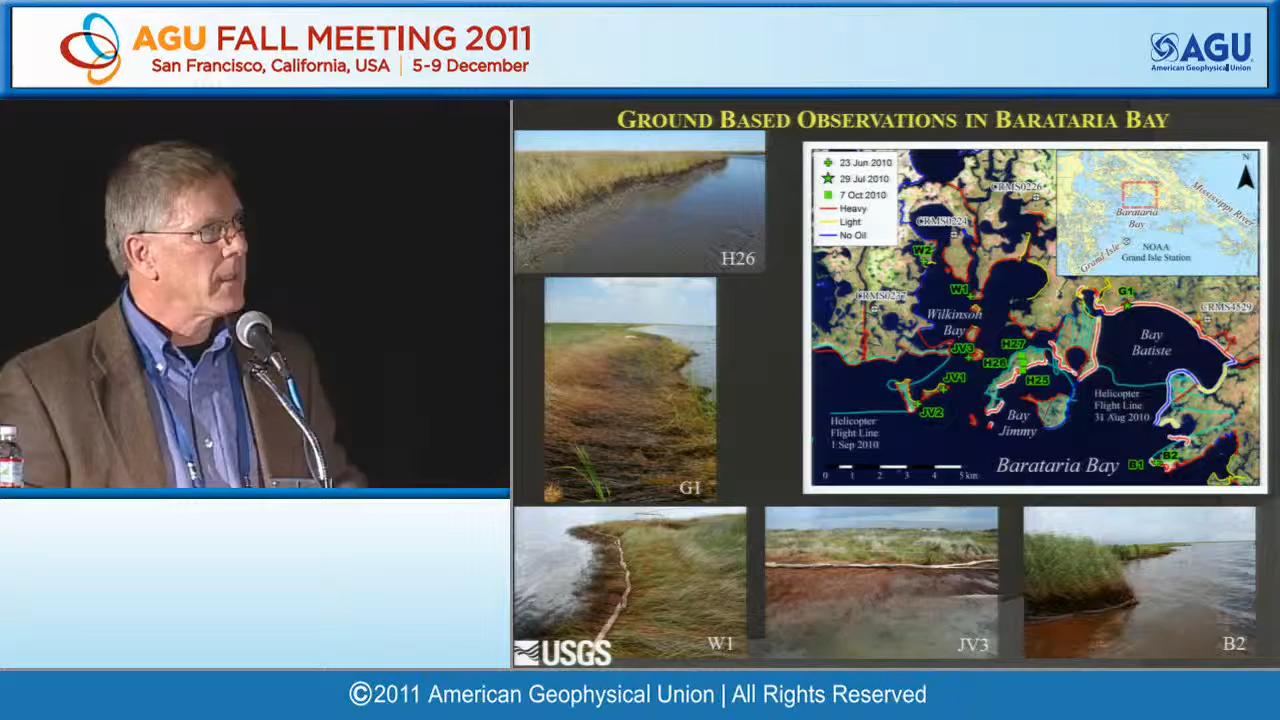 AGU FALL MEETING 2011
San Francisco, California, USA | 5-9 December
AGU
American Geophysical Union
GROUND BASED OBSERVATIONS IN BARATARIA BAY
H26
G1
W1
JV3
B2
USGS
23 Jun 2010
29 Jul 2010
7 Oct 2010
Heavy
Light
No Oil
CRMS0226
CRMS0224
CRMS0237
CRMS4529
N
Mississippi River
Barataria
Bay
Grand Isle
NOAA
Grand Isle Station
W2
W1
G1
Wilkinson
Bay
Bay
Batiste
JV3
H27
H26
H25
JV1
JV2
Bay
Jimmy
Helicopter
Flight Line
31 Aug 2010
Helicopter
Flight Line
1 Sep 2010
B2
B1
Barataria Bay
0 1 2 3 4 5 km
©2011 American Geophysical Union | All Rights Reserved